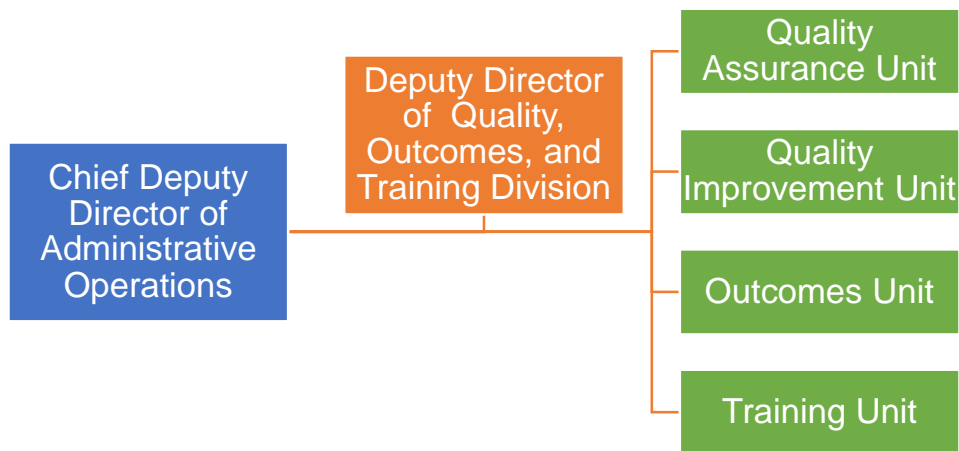 Chief Deputy
Director of
Administrative
Operations
Deputy Director
of Quality,
Outcomes, and
Training Division
Quality
Assurance Unit
Quality
Improvement Unit
Outcomes Unit
Training Unit